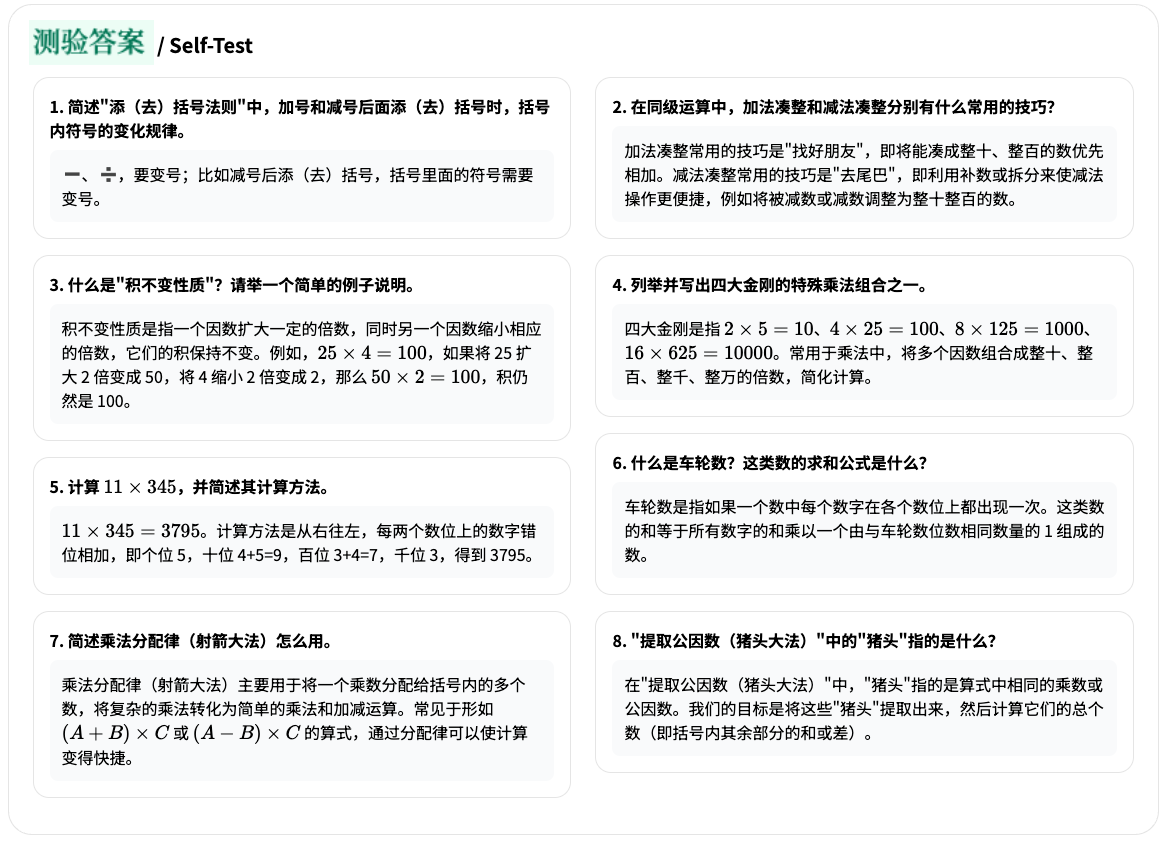 测验答案 / Self-Test
1. 简述"添（去）括号法则"中，加号和减号后面添（去）括号时，括号
内符号的变化规律。
➖、➗，要变号；比如减号后添（去）括号，括号里面的符号需要
变号。
2. 在同级运算中，加法凑整和减法凑整分别有什么常用的技巧？
加法凑整常用的技巧是"找好朋友"，即将能凑成整十、整百的数优先
相加。减法凑整常用的技巧是"去尾巴"，即利用补数或拆分来使减法
操作更便捷，例如将被减数或减数调整为整十整百的数。
3. 什么是"积不变性质"？请举一个简单的例子说明。
积不变性质是指一个因数扩大一定的倍数，同时另一个因数缩小相应
的倍数，它们的积保持不变。例如，25 × 4 = 100，如果将 25 扩
大 2 倍变成 50，将 4 缩小 2 倍变成 2，那么 50 × 2 = 100，积仍
然是 100。
4. 列举并写出四大金刚的特殊乘法组合之一。
四大金刚是指 2 × 5 = 10、4 × 25 = 100、8 × 125 = 1000、
16 × 625 = 10000。常用于乘法中，将多个因数组合成整十、整
百、整千、整万的倍数，简化计算。
5. 计算 11 × 345，并简述其计算方法。
11 × 345 = 3795。计算方法是从右往左，每两个数位上的数字错
位相加，即个位 5，十位 4+5=9，百位 3+4=7，千位 3，得到 3795。
6. 什么是车轮数？这类数的求和公式是什么？
车轮数是指如果一个数中每个数字在各个数位上都出现一次。这类数
的和等于所有数字的和乘以一个由与车轮数位数相同数量的 1 组成的
数。
7. 简述乘法分配律（射箭大法）怎么用。
乘法分配律（射箭大法）主要用于将一个乘数分配给括号内的多个
数，将复杂的乘法转化为简单的乘法和加减运算。常见于形如
(A + B) × C 或 (A − B) × C 的算式，通过分配律可以使计算
变得快捷。
8. "提取公因数（猪头大法）"中的"猪头"指的是什么？
在"提取公因数（猪头大法）"中，"猪头"指的是算式中相同的乘数或
公因数。我们的目标是将这些"猪头"提取出来，然后计算它们的总个
数（即括号内其余部分的和或差）。